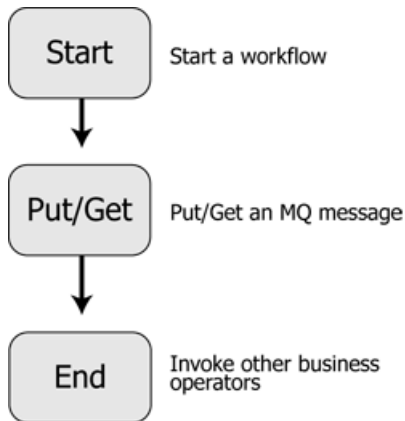 Start
Start a workflow
Put/Get
Put/Get an MQ message
End
Invoke other business
operators